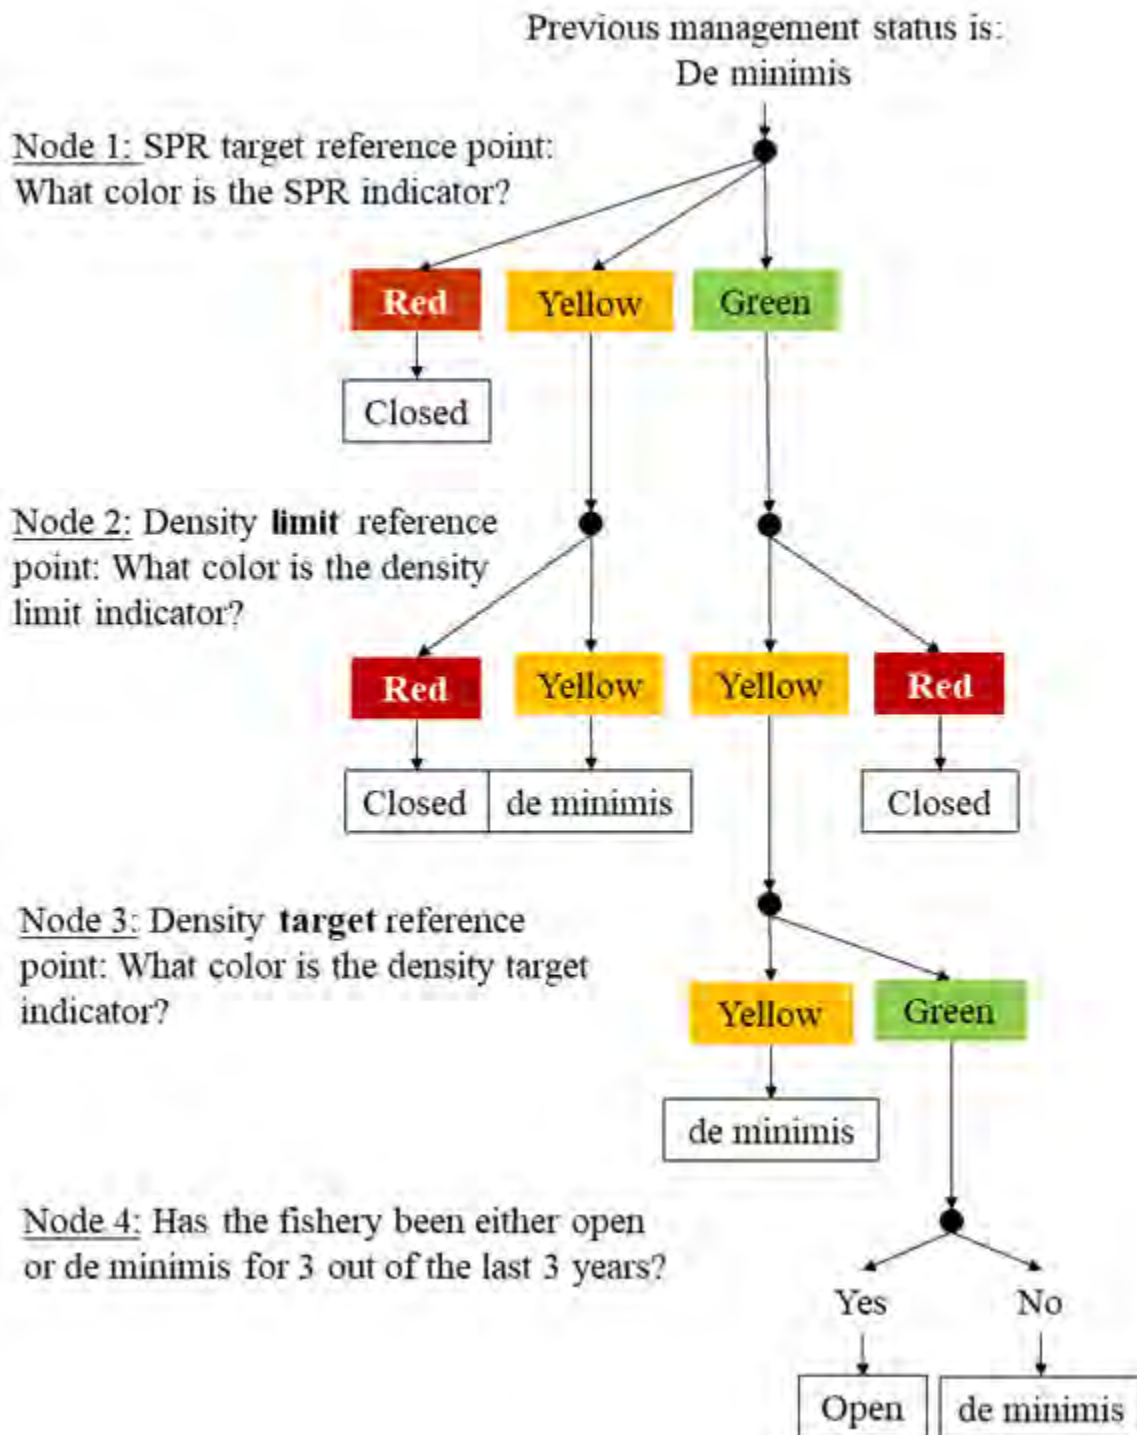 Previous management status is:
De minimis
Node 1: SPR target reference point:
What color is the SPR indicator?
Red
Yellow
Green
Closed
Node 2: Density limit reference
point: What color is the density
limit indicator?
Red
Yellow
Yellow
Red
Closed
de minimis
Closed
Node 3: Density target reference
point: What color is the density target
indicator?
Yellow
Green
de minimis
Node 4: Has the fishery been either open
or de minimis for 3 out of the last 3 years?
Yes
No
Open
de minimis